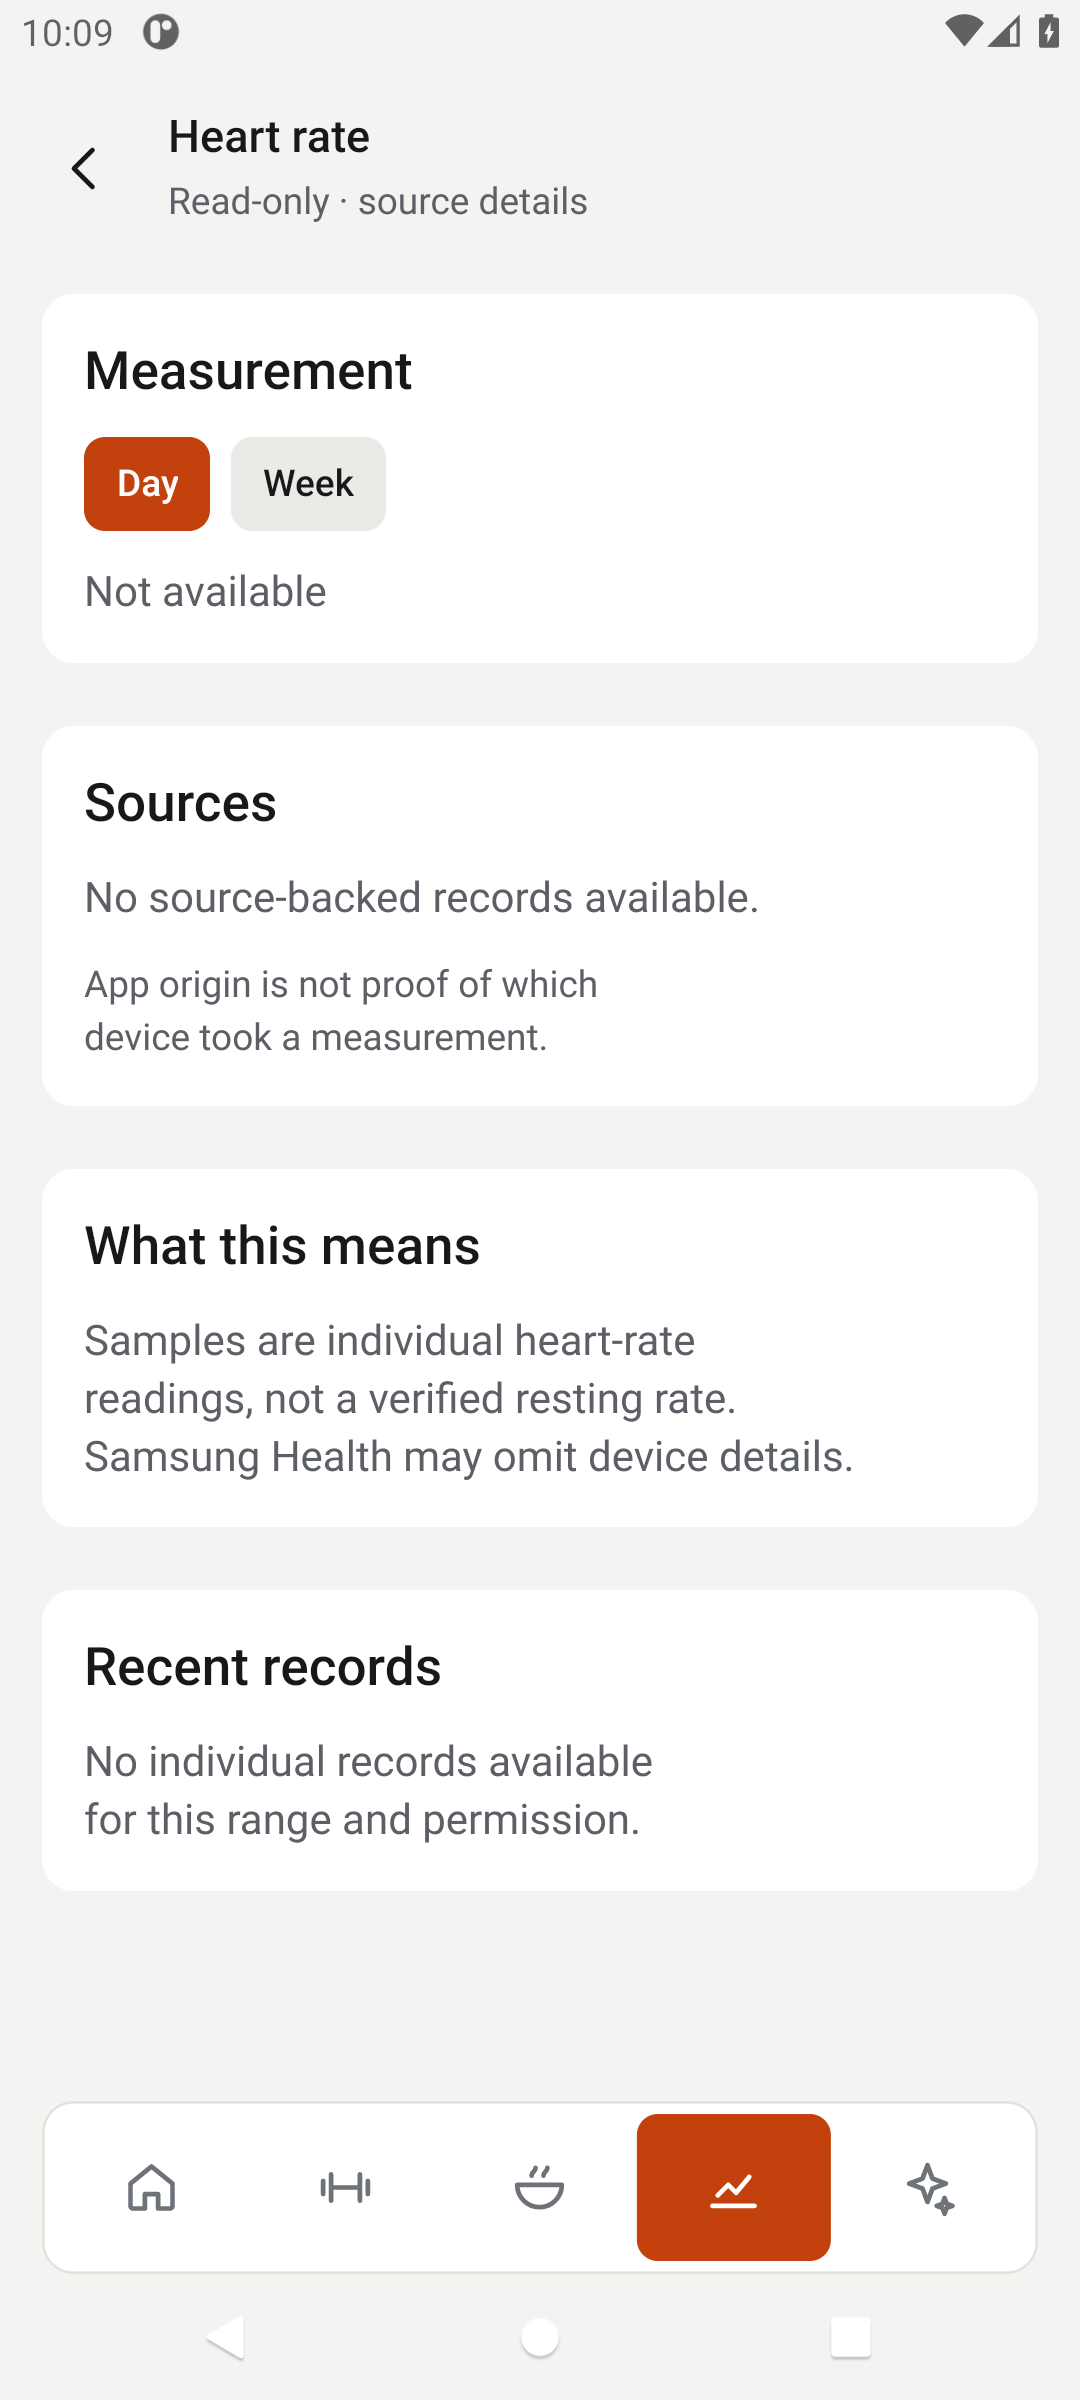 10:09
Heart rate
Read-only · source details
Measurement
Day
Week
Not available
Sources
No source-backed records available.
App origin is not proof of which
device took a measurement.
What this means
Samples are individual heart-rate
readings, not a verified resting rate.
Samsung Health may omit device details.
Recent records
No individual records available
for this range and permission.